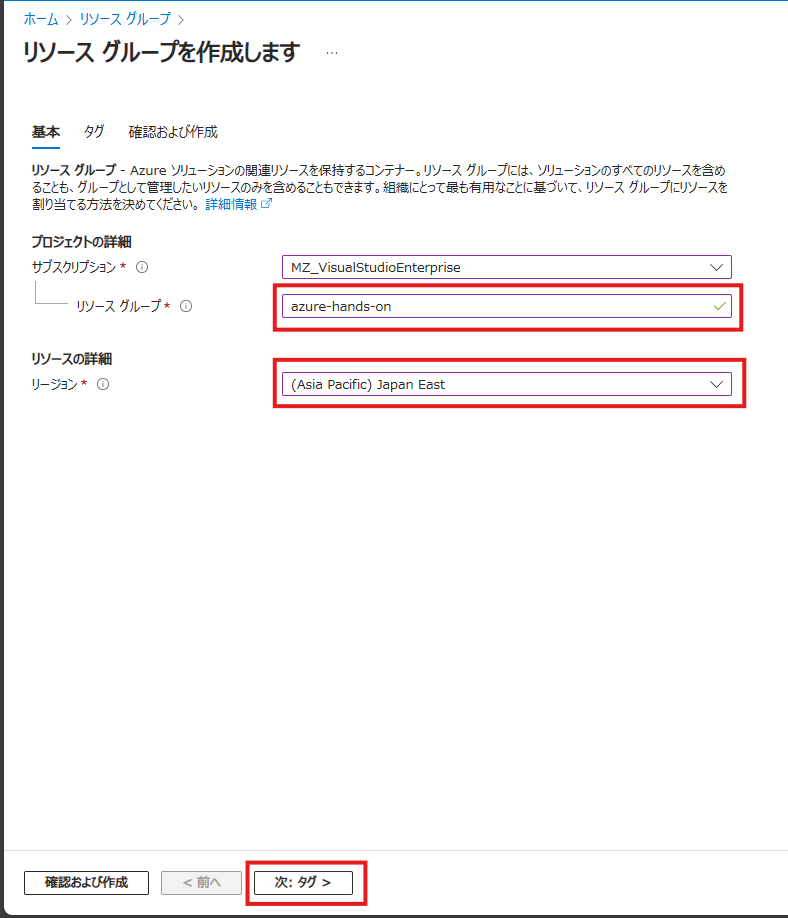 ホーム > リソース グループ >
リソース グループを作成します ...
基本 タグ 確認および作成
リソース グループ - Azure ソリューションの関連リソースを保持するコンテナー。リソース グループには、ソリューションのすべてのリソースを含め
ることも、グループとして管理したいリソースのみを含めることもできます。組織にとって最も有用なことに基づいて、リソース グループにリソースを
割り当てる方法を決めてください。 詳細情報
プロジェクトの詳細
サブスクリプション * MZ_VisualStudioEnterprise
リソース グループ * azure-hands-on
リソースの詳細
リージョン * (Asia Pacific) Japan East
確認および作成 < 前へ 次: タグ >